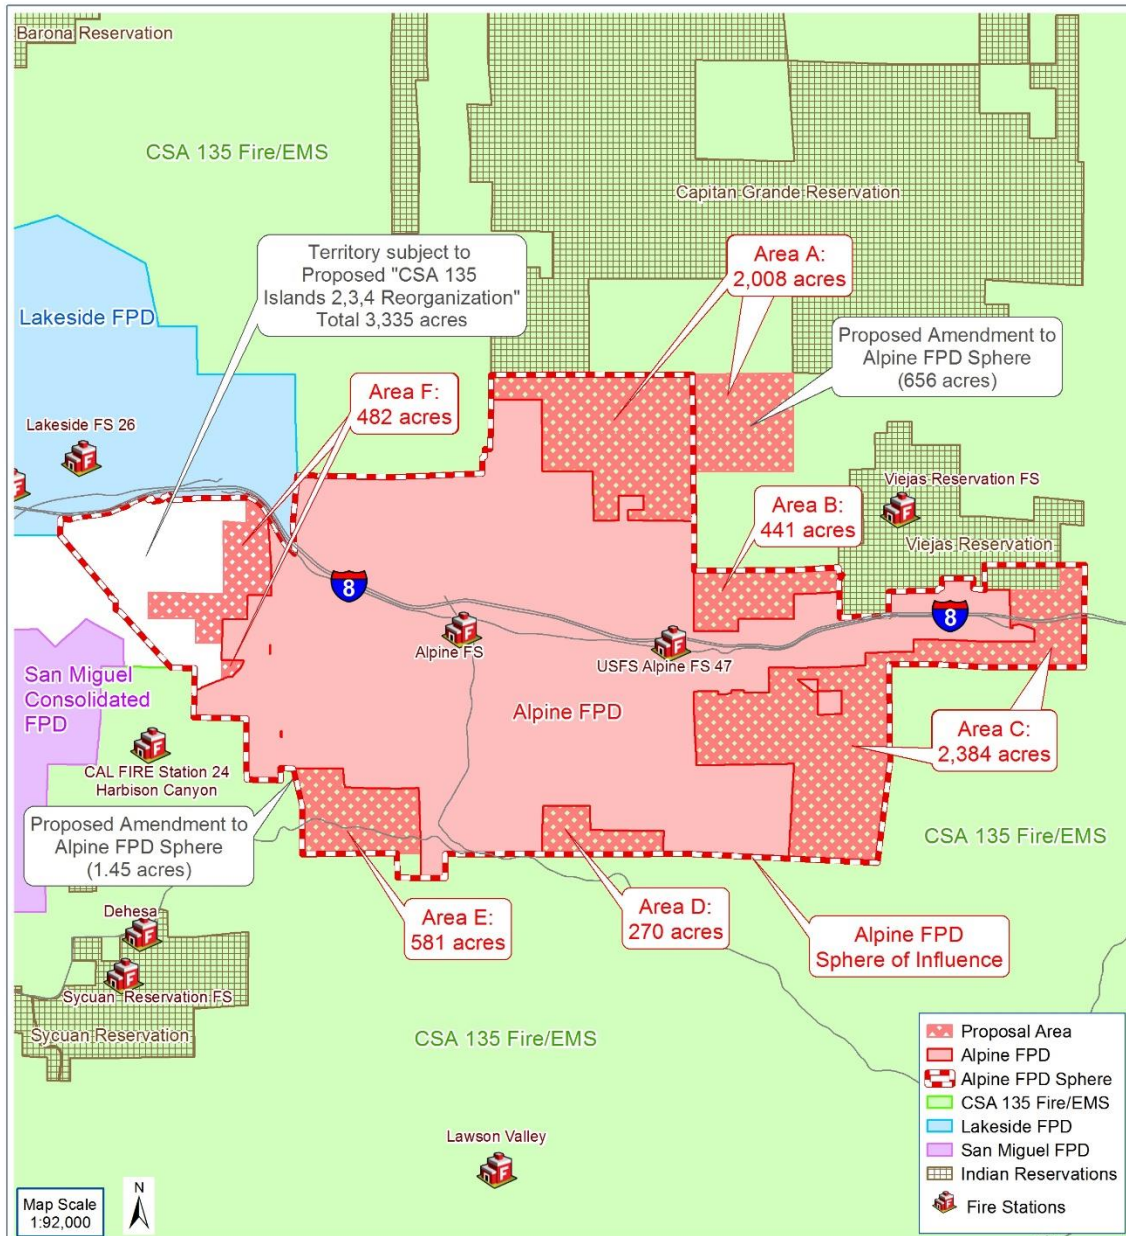 Barona Reservation
CSA 135 Fire/EMS
Capitan Grande Reservation
Territory subject to
Proposed "CSA 135
Islands 2,3,4 Reorganization"
Total 3,335 acres
Area A:
2,008 acres
Lakeside FPD
Proposed Amendment to
Alpine FPD Sphere
(656 acres)
Area F:
482 acres
Lakeside FS 26
Viejas Reservation FS
Area B:
441 acres
Viejas Reservation
8
8
Alpine FS
USFS Alpine FS 47
San Miguel
Consolidated
FPD
Alpine FPD
Area C:
2,384 acres
CAL FIRE Station 24
Harbison Canyon
Proposed Amendment to
Alpine FPD Sphere
(1.45 acres)
CSA 135 Fire/EMS
Area E:
581 acres
Area D:
270 acres
Alpine FPD
Sphere of Influence
Dehesa
Sycuan Reservation FS
Sycuan Reservation
CSA 135 Fire/EMS
Lawson Valley
Proposal Area
Alpine FPD
Alpine FPD Sphere
CSA 135 Fire/EMS
Lakeside FPD
San Miguel FPD
Indian Reservations
Fire Stations
Map Scale
1:92,000
N